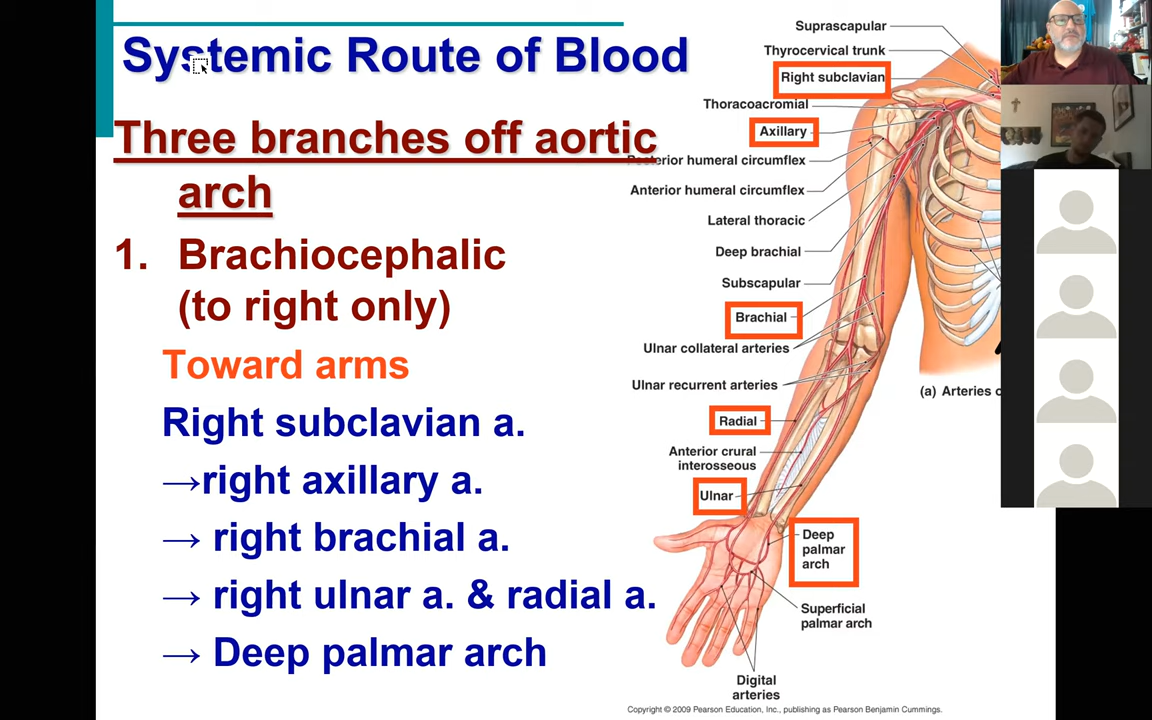 Systemic Route of Blood
Three branches off aortic
arch
1. Brachiocephalic
(to right only)
Toward arms
Right subclavian a.
→right axillary a.
→ right brachial a.
→ right ulnar a. & radial a.
→ Deep palmar arch
Suprascapular
Thyrocervical trunk
Right subclavian
Thoracoacromial
Axillary
Posterior humeral circumflex
Anterior humeral circumflex
Lateral thoracic
Deep brachial
Subscapular
Brachial
Ulnar collateral arteries
Ulnar recurrent arteries
(a) Arteries
Radial
Anterior crural
interosseous
Ulnar
Deep
palmar
arch
Superficial
palmar arch
Digital
arteries
Copyright © 2009 Pearson Education, Inc., publishing as Pearson Benjamin Cummings.